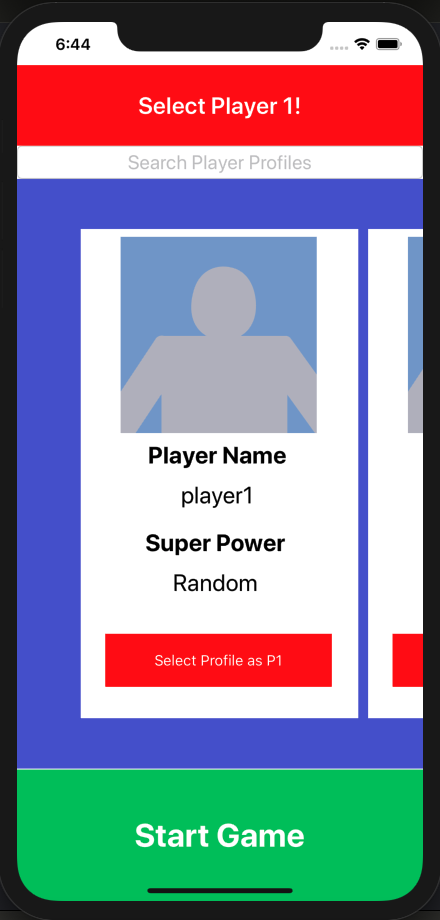 6:44
Select Player 1!
Search Player Profiles
Player Name
player1
Super Power
Random
Select Profile as P1
Start Game